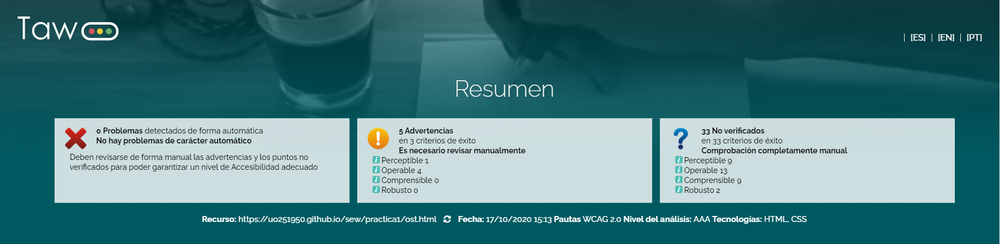 Taw
[ES] [EN] [PT]
Resumen
0 Problemas detectados de forma automática
No hay problemas de carácter automático
Deben revisarse de forma manual las advertencias y los puntos no
verificados para poder garantizar un nivel de Accesibilidad adecuado
5 Advertencias
en 3 criterios de éxito
Es necesario revisar manualmente
Perceptible 1
Operable 4
Comprensible 0
Robusto 0
33 No verificados
en 33 criterios de éxito
Comprobación completamente manual
Perceptible 9
Operable 13
Comprensible 9
Robusto 2
Recurso: https://uo251950.github.io/sew/practica1/ost.html Fecha: 17/10/2020 15:13 Pautas WCAG 2.0 Nivel del análisis: AAA Tecnologías: HTML, CSS